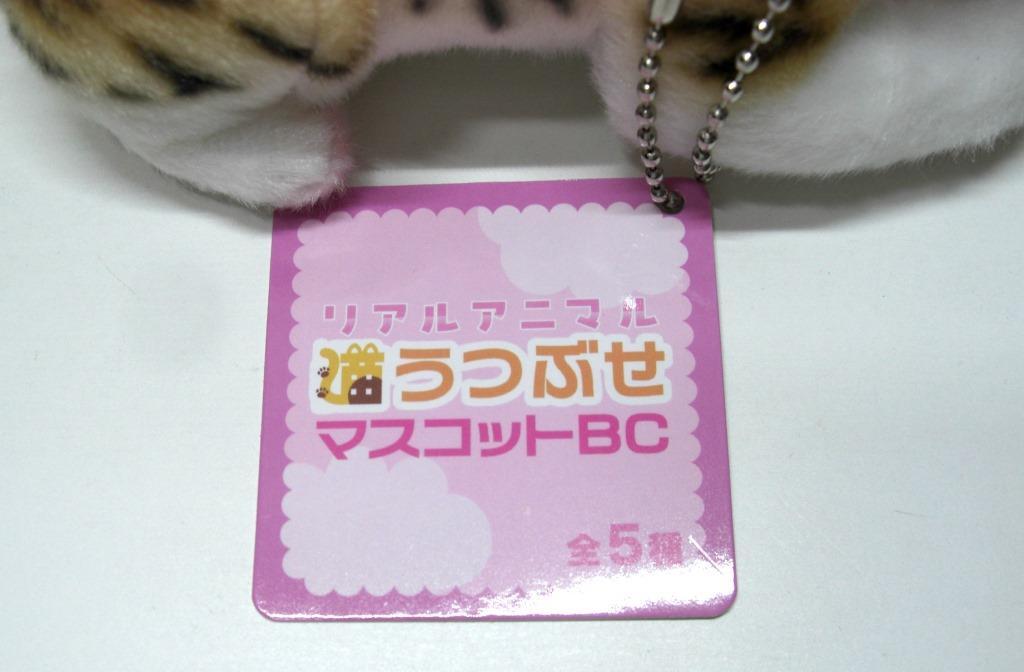 リアルアニマル
猫うつぶせ
マスコットBC
全5種